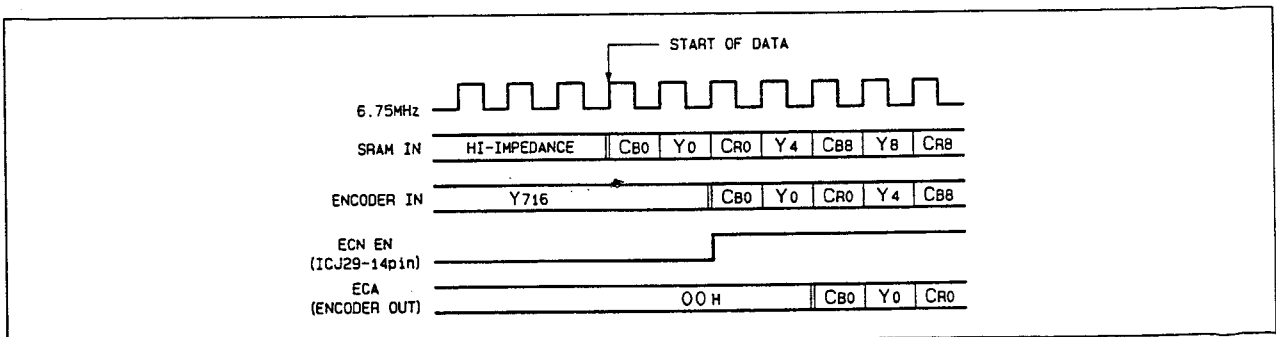 START OF DATA
6.75MHz
SRAM IN HI-IMPEDANCE CB0 Y0 CR0 Y4 CB8 Y8 CR8
ENCODER IN Y716 CB0 Y0 CR0 Y4 CB8
ECN EN
(ICJ29-14pin)
ECA
(ENCODER OUT) 00H CB0 Y0 CR0